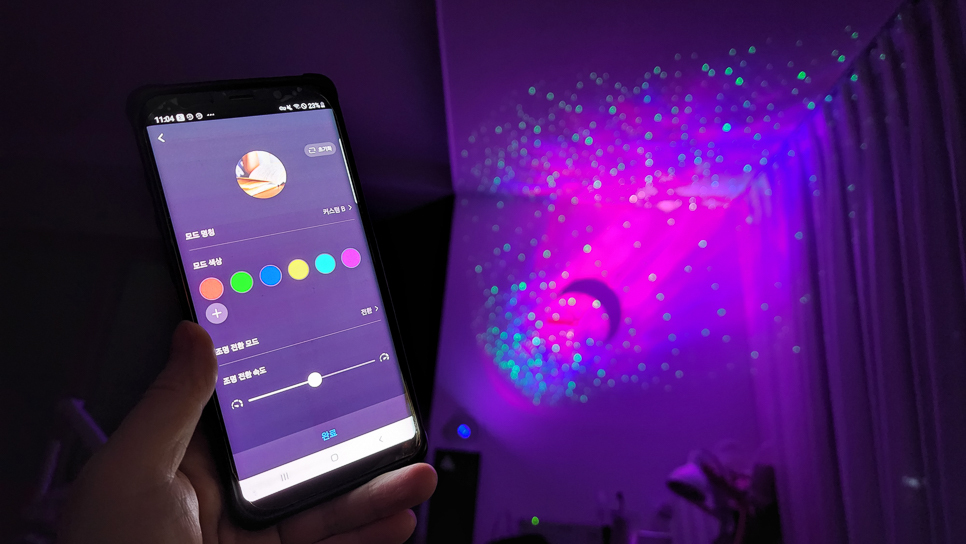 11:04
23%
초기화
모드 명칭
커스텀 B
모드 색상
조명 전환 모드
전환
조명 전환 속도
완료